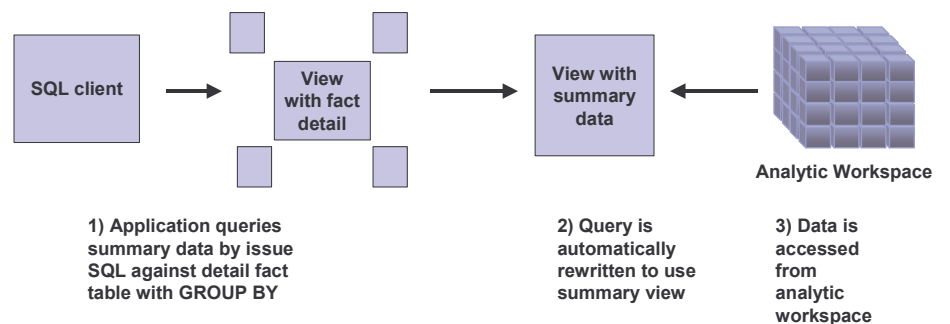 SQL client
View
with fact
detail
View with
summary
data
Analytic Workspace
1) Application queries
summary data by issue
SQL against detail fact
table with GROUP BY
2) Query is
automatically
rewritten to use
summary view
3) Data is
accessed
from
analytic
workspace